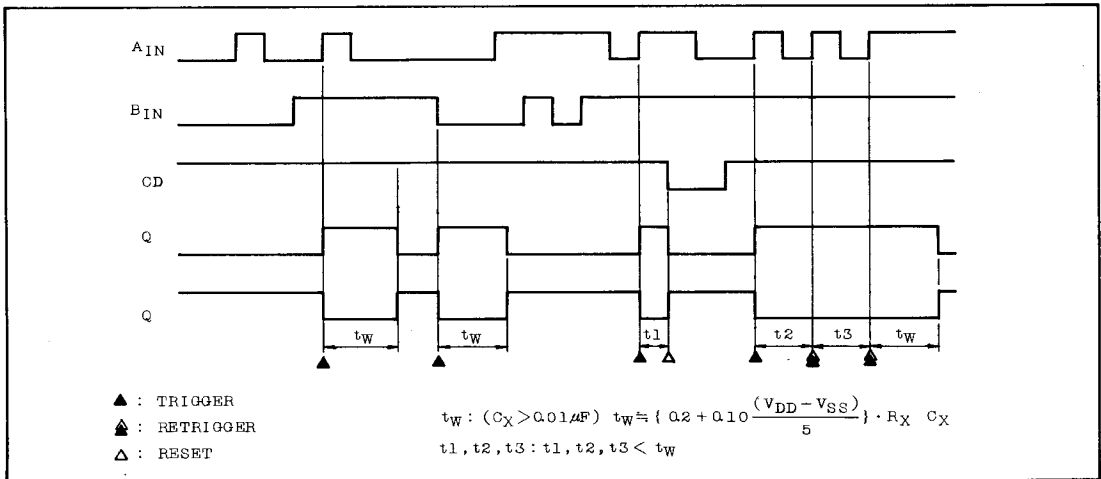 A IN
B IN
CD
Q
Q
tW tW t1 t2 t3 tW
▲ : TRIGGER
⯭ : RETRIGGER
△ : RESET
tW : (CX>0.01μF) tW≒{ 0.2+0.10 (VDD−VSS)/5 }·RX CX
t1,t2,t3 : t1,t2,t3< tW